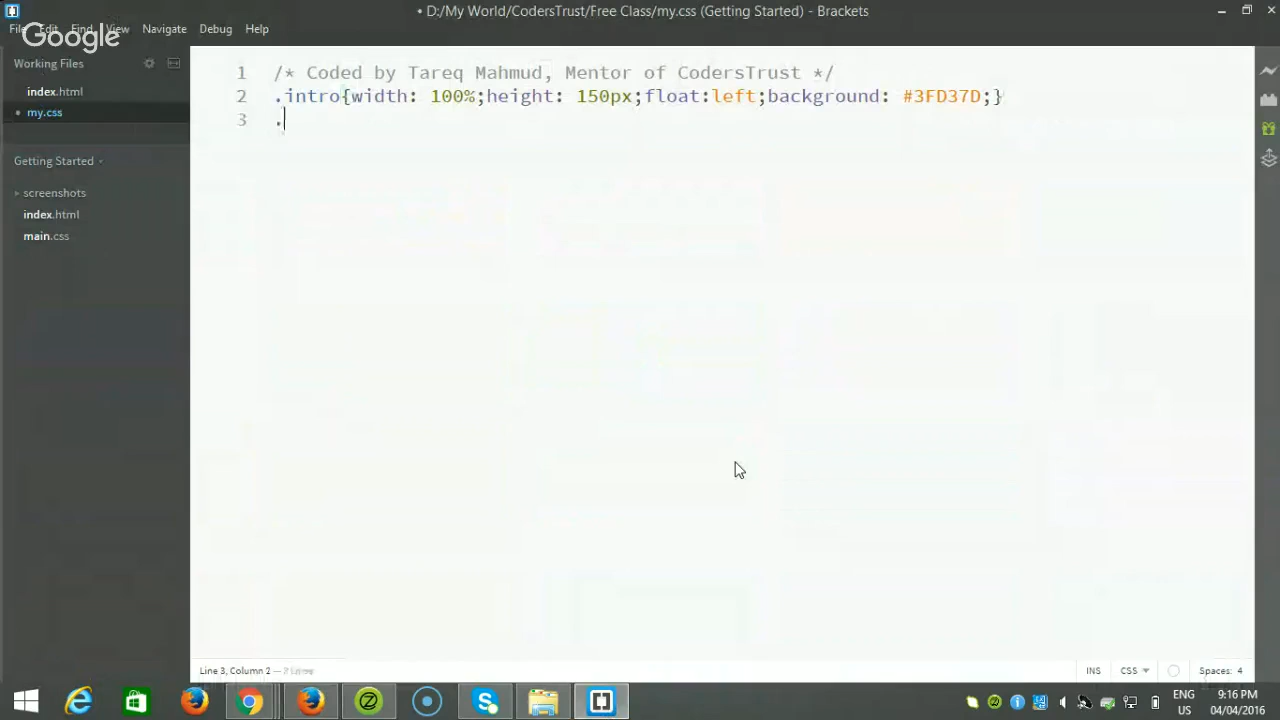 • D:/My World/CodersTrust/Free Class/my.css (Getting Started) - Brackets
File Edit Find View Navigate Debug Help
Google
Working Files
index.html
• my.css
Getting Started
screenshots
index.html
main.css
1 /* Coded by Tareq Mahmud, Mentor of CodersTrust */
2 .intro{width: 100%;height: 150px;float:left;background: #3FD37D;}
3 .
Line 3, Column 2
INS CSS Spaces: 4
ENG 9:16 PM
US 04/04/2016